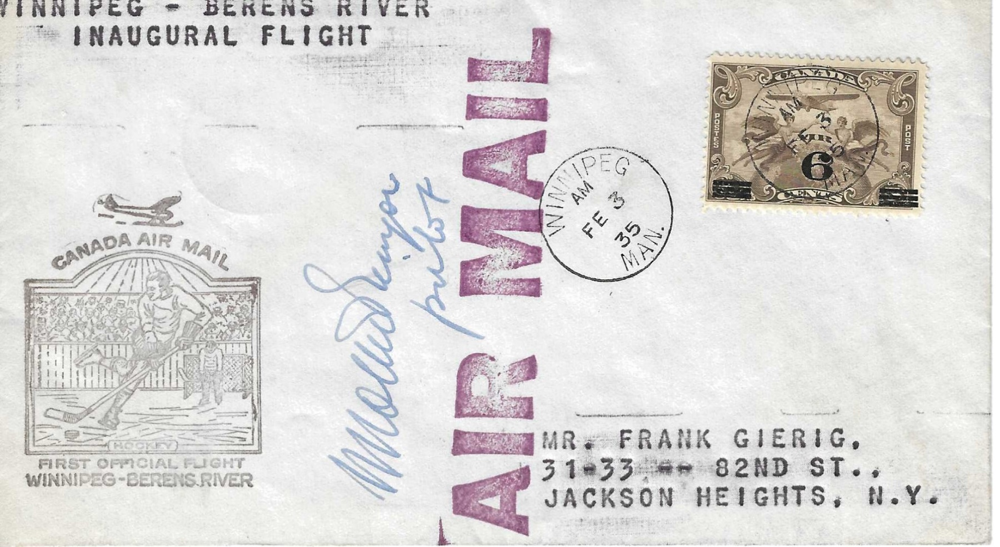 WINNIPEG - BERENS RIVER
INAUGURAL FLIGHT
AIR MAIL
CANADA
POSTES
POST
AIR
6
CENTS
WINNIPEG
AM
FE 3
35
MAN.
WINNIPEG
AM
FE 3
35
MAN.
pilot
CANADA AIR MAIL
HOCKEY
FIRST OFFICIAL FLIGHT
WINNIPEG-BERENS.RIVER
MR. FRANK GIERIG,
31-33 -- 82ND ST.,
JACKSON HEIGHTS, N.Y.